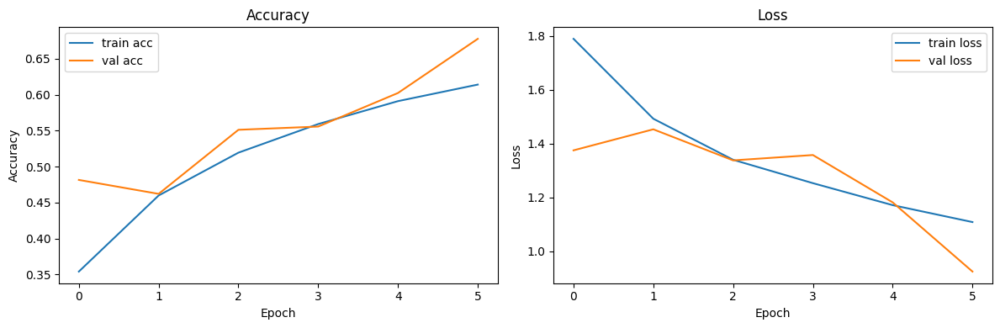 Accuracy
train acc
val acc
0.65
0.60
0.55
0.50
0.45
0.40
0.35
Accuracy
0 1 2 3 4 5
Epoch
Loss
train loss
val loss
1.8
1.6
1.4
1.2
1.0
Loss
0 1 2 3 4 5
Epoch